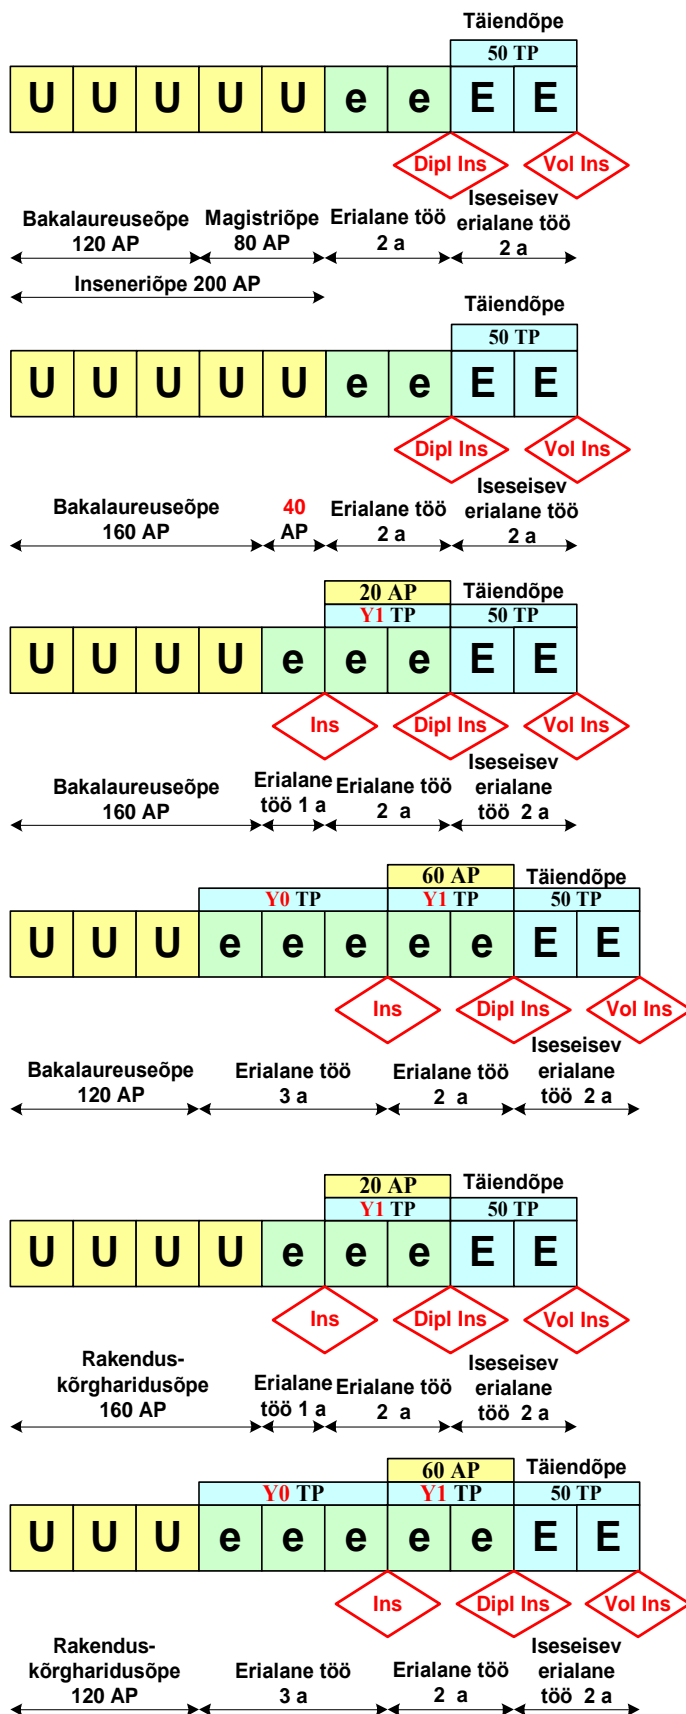 Täiendõpe
50 TP
U U U U U e e E E
Dipl Ins Vol Ins
Bakalaureuseõpe
120 AP
Magistriõpe
80 AP
Erialane töö
2 a
Iseseisev
erialane töö
2 a
Inseneriõpe 200 AP
Täiendõpe
50 TP
U U U U U e e E E
Dipl Ins Vol Ins
Bakalaureuseõpe
160 AP
40
AP
Erialane töö
2 a
Iseseisev
erialane töö
2 a
20 AP Täiendõpe
Y1 TP 50 TP
U U U U e e e E E
Ins Dipl Ins Vol Ins
Bakalaureuseõpe
160 AP
Erialane
töö 1 a
Erialane töö
2 a
Iseseisev
erialane
töö 2 a
60 AP Täiendõpe
Y0 TP Y1 TP 50 TP
U U U e e e e e E E
Ins Dipl Ins Vol Ins
Bakalaureuseõpe
120 AP
Erialane töö
3 a
Erialane töö
2 a
Iseseisev
erialane
töö 2 a
20 AP Täiendõpe
Y1 TP 50 TP
U U U U e e e E E
Ins Dipl Ins Vol Ins
Rakendus-
kõrgharidusõpe
160 AP
Erialane
töö 1 a
Erialane töö
2 a
Iseseisev
erialane
töö 2 a
60 AP Täiendõpe
Y0 TP Y1 TP 50 TP
U U U e e e e e E E
Ins Dipl Ins Vol Ins
Rakendus-
kõrgharidusõpe
120 AP
Erialane töö
3 a
Erialane töö
2 a
Iseseisev
erialane
töö 2 a